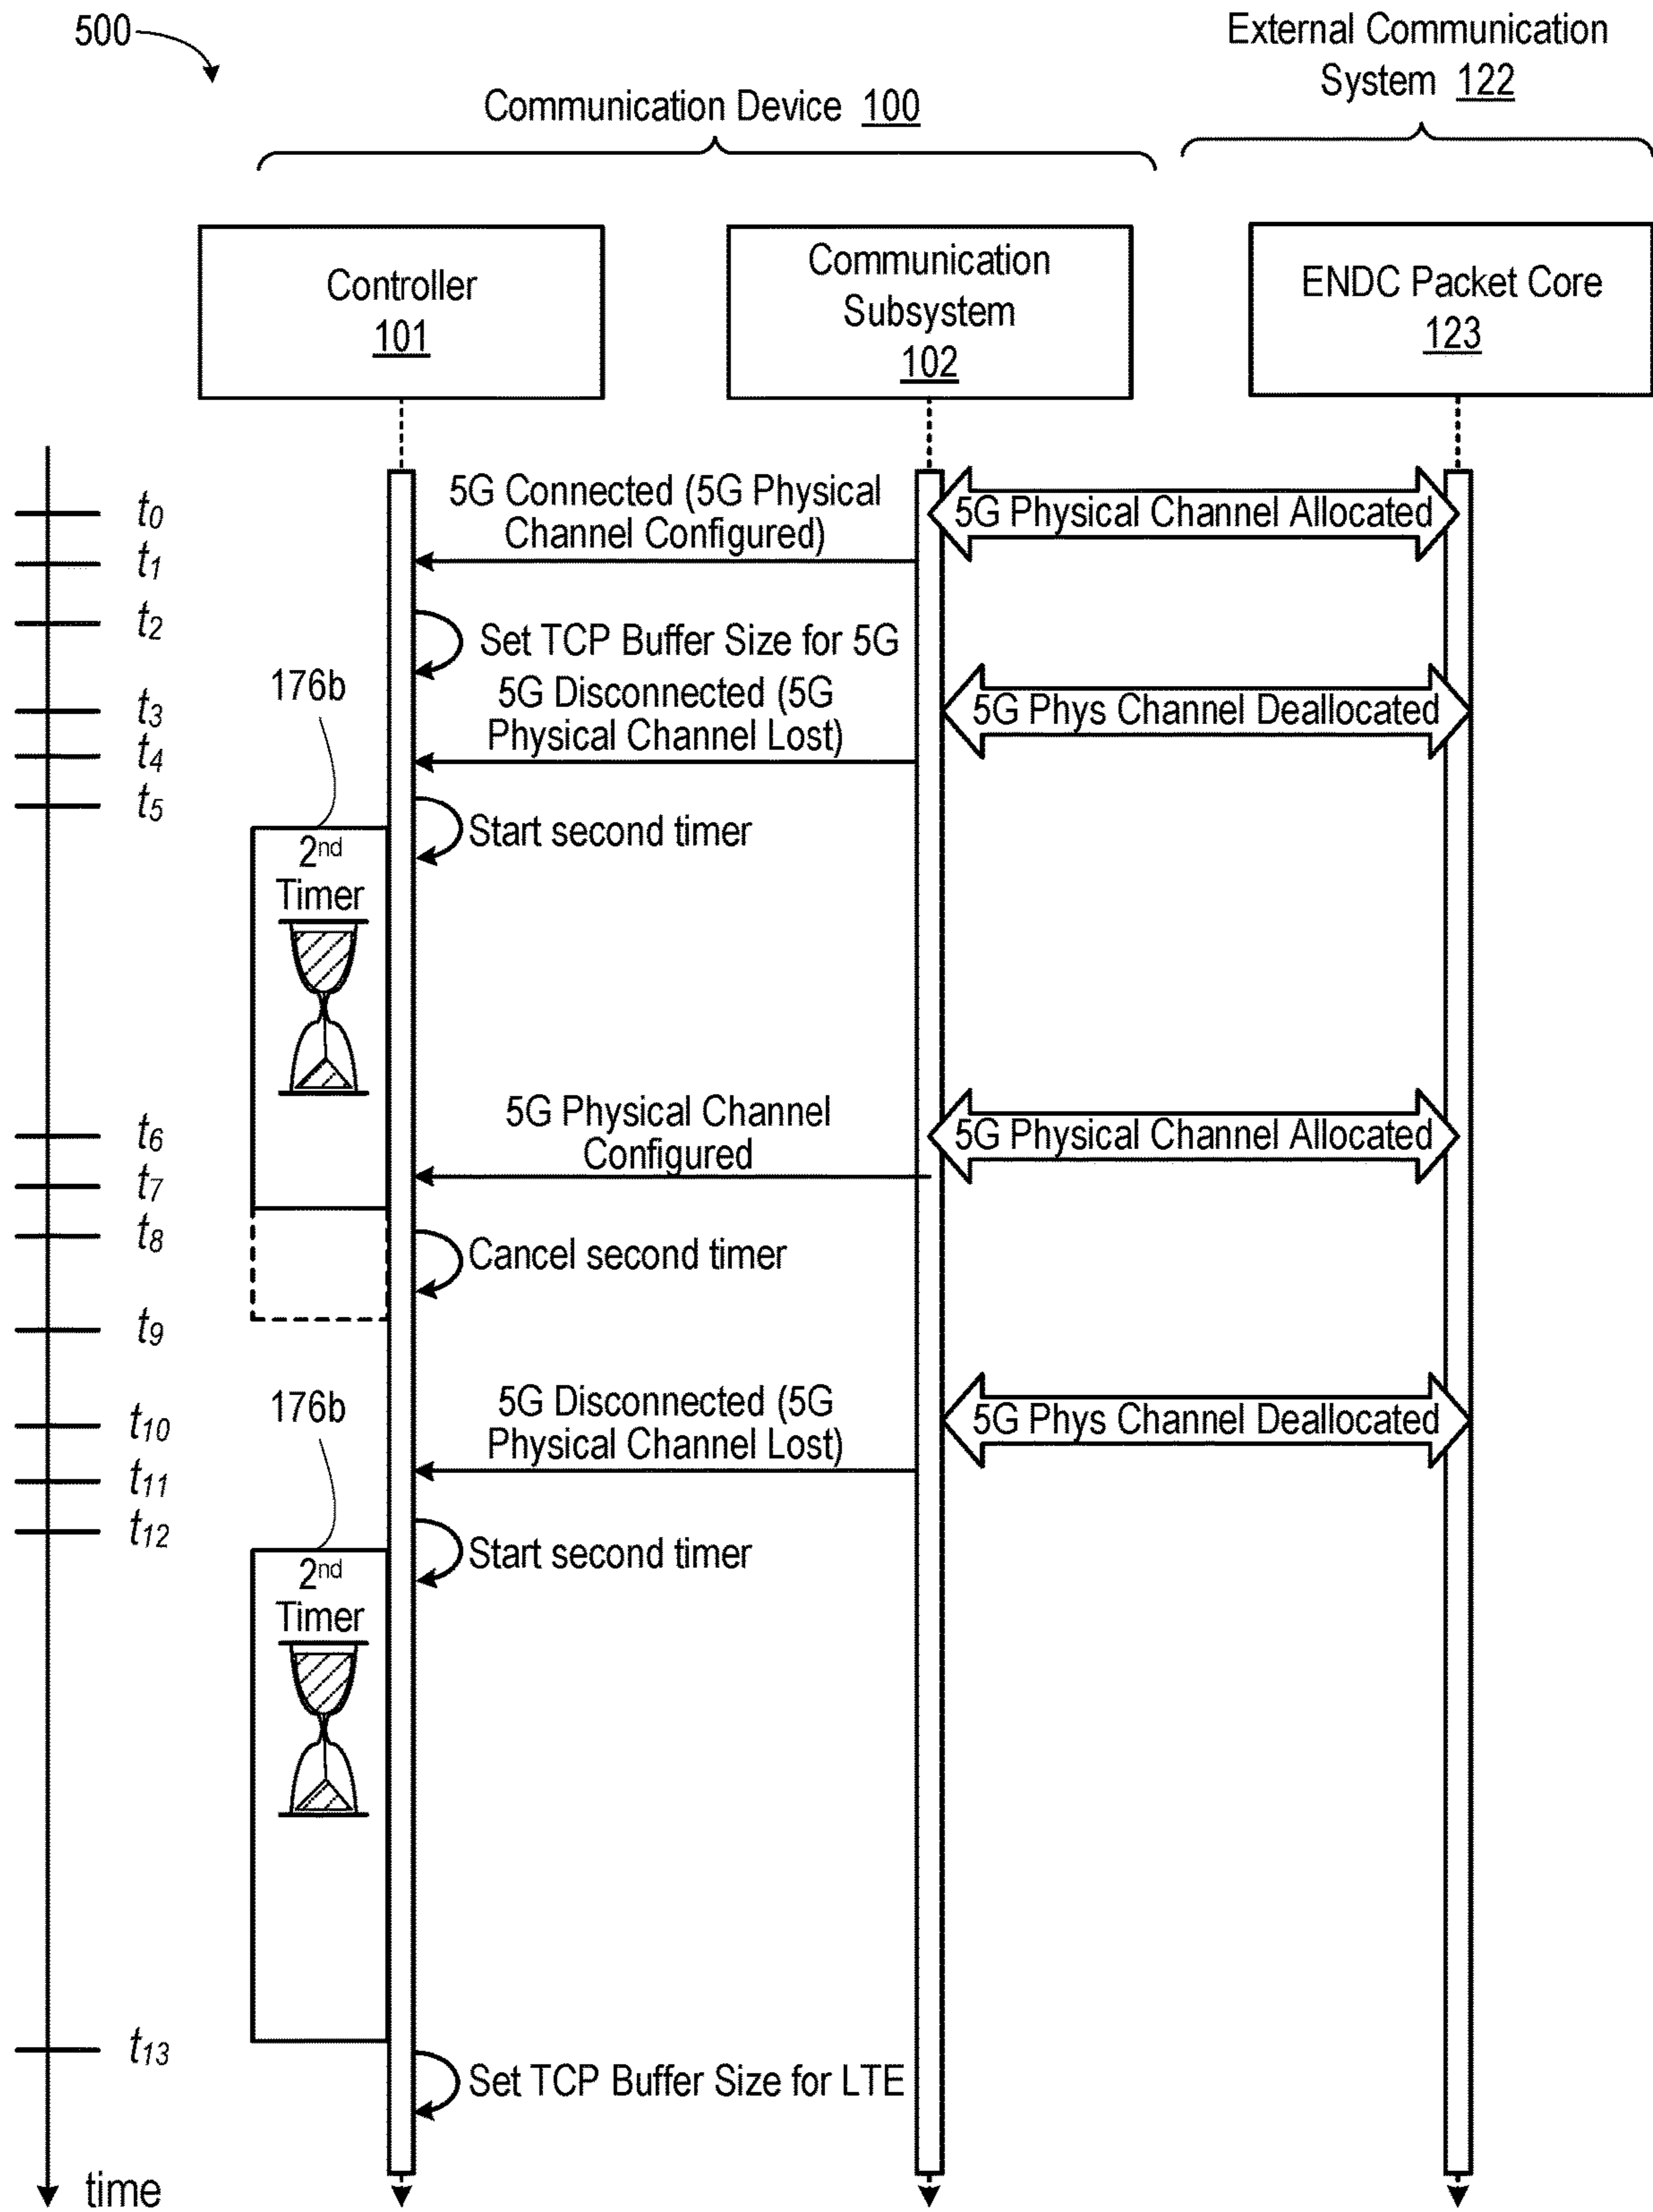 500
External Communication
System 122
Communication Device 100
Controller
101
Communication
Subsystem
102
ENDC Packet Core
123
t0
5G Connected (5G Physical
Channel Configured)
5G Physical Channel Allocated
t1
t2
Set TCP Buffer Size for 5G
176b
t3
5G Disconnected (5G
Physical Channel Lost)
5G Phys Channel Deallocated
t4
t5
Start second timer
2nd
Timer
t6
5G Physical Channel
Configured
5G Physical Channel Allocated
t7
t8
Cancel second timer
t9
176b
t10
5G Disconnected (5G
Physical Channel Lost)
5G Phys Channel Deallocated
t11
t12
Start second timer
2nd
Timer
t13
Set TCP Buffer Size for LTE
time